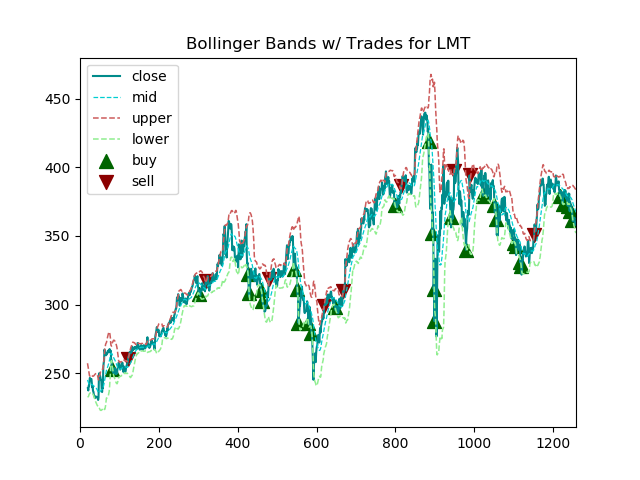 Bollinger Bands w/ Trades for LMT
close
mid
upper
lower
buy
sell
450
400
350
300
250
0 200 400 600 800 1000 1200